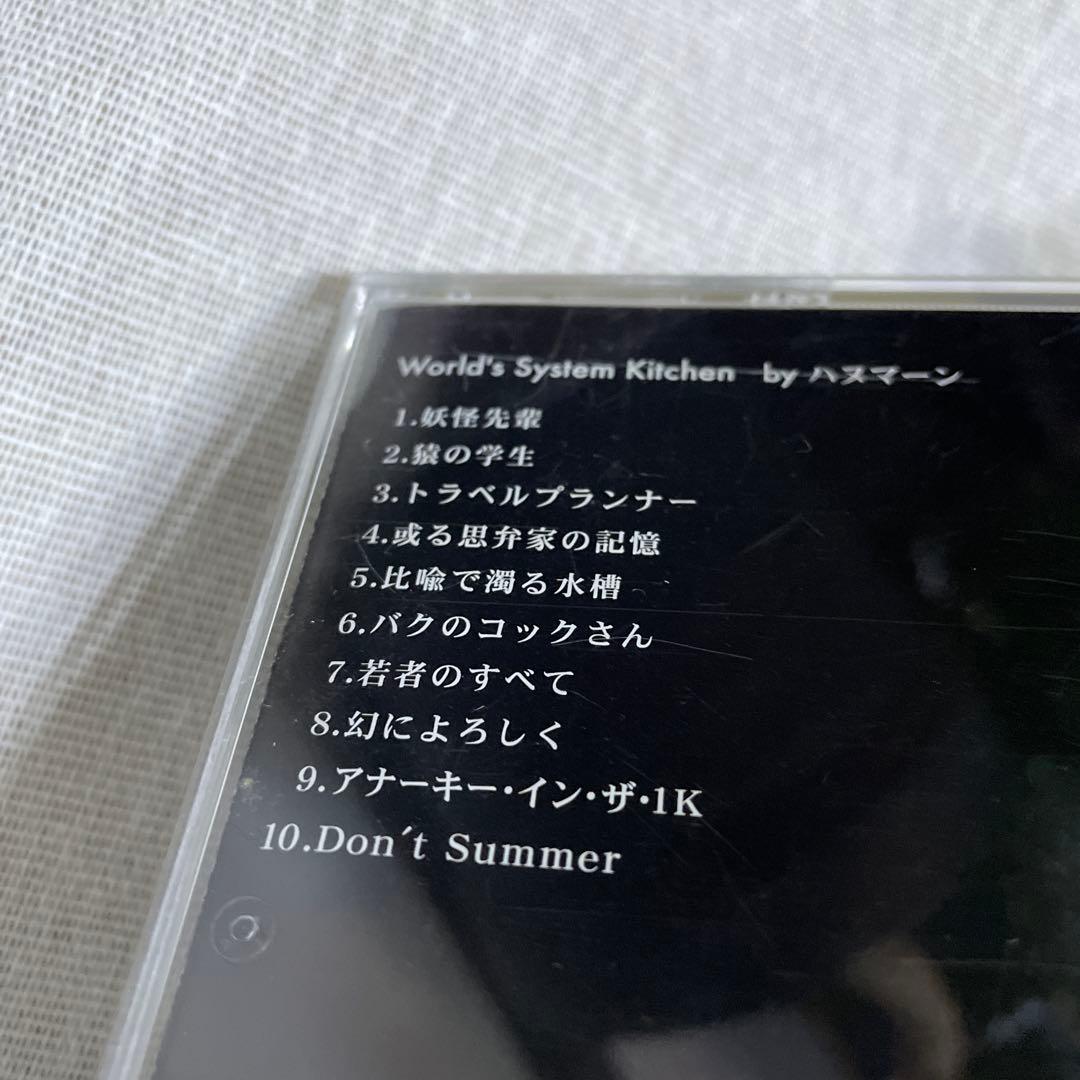 World's System Kitchen by ハヌマーン
1.妖怪先輩
2.猿の学生
3.トラベルプランナー
4.或る思弁家の記憶
5.比喩で濁る水槽
6.バクのコックさん
7.若者のすべて
8.幻によろしく
9.アナーキー・イン・ザ・1K
10.Don´t Summer